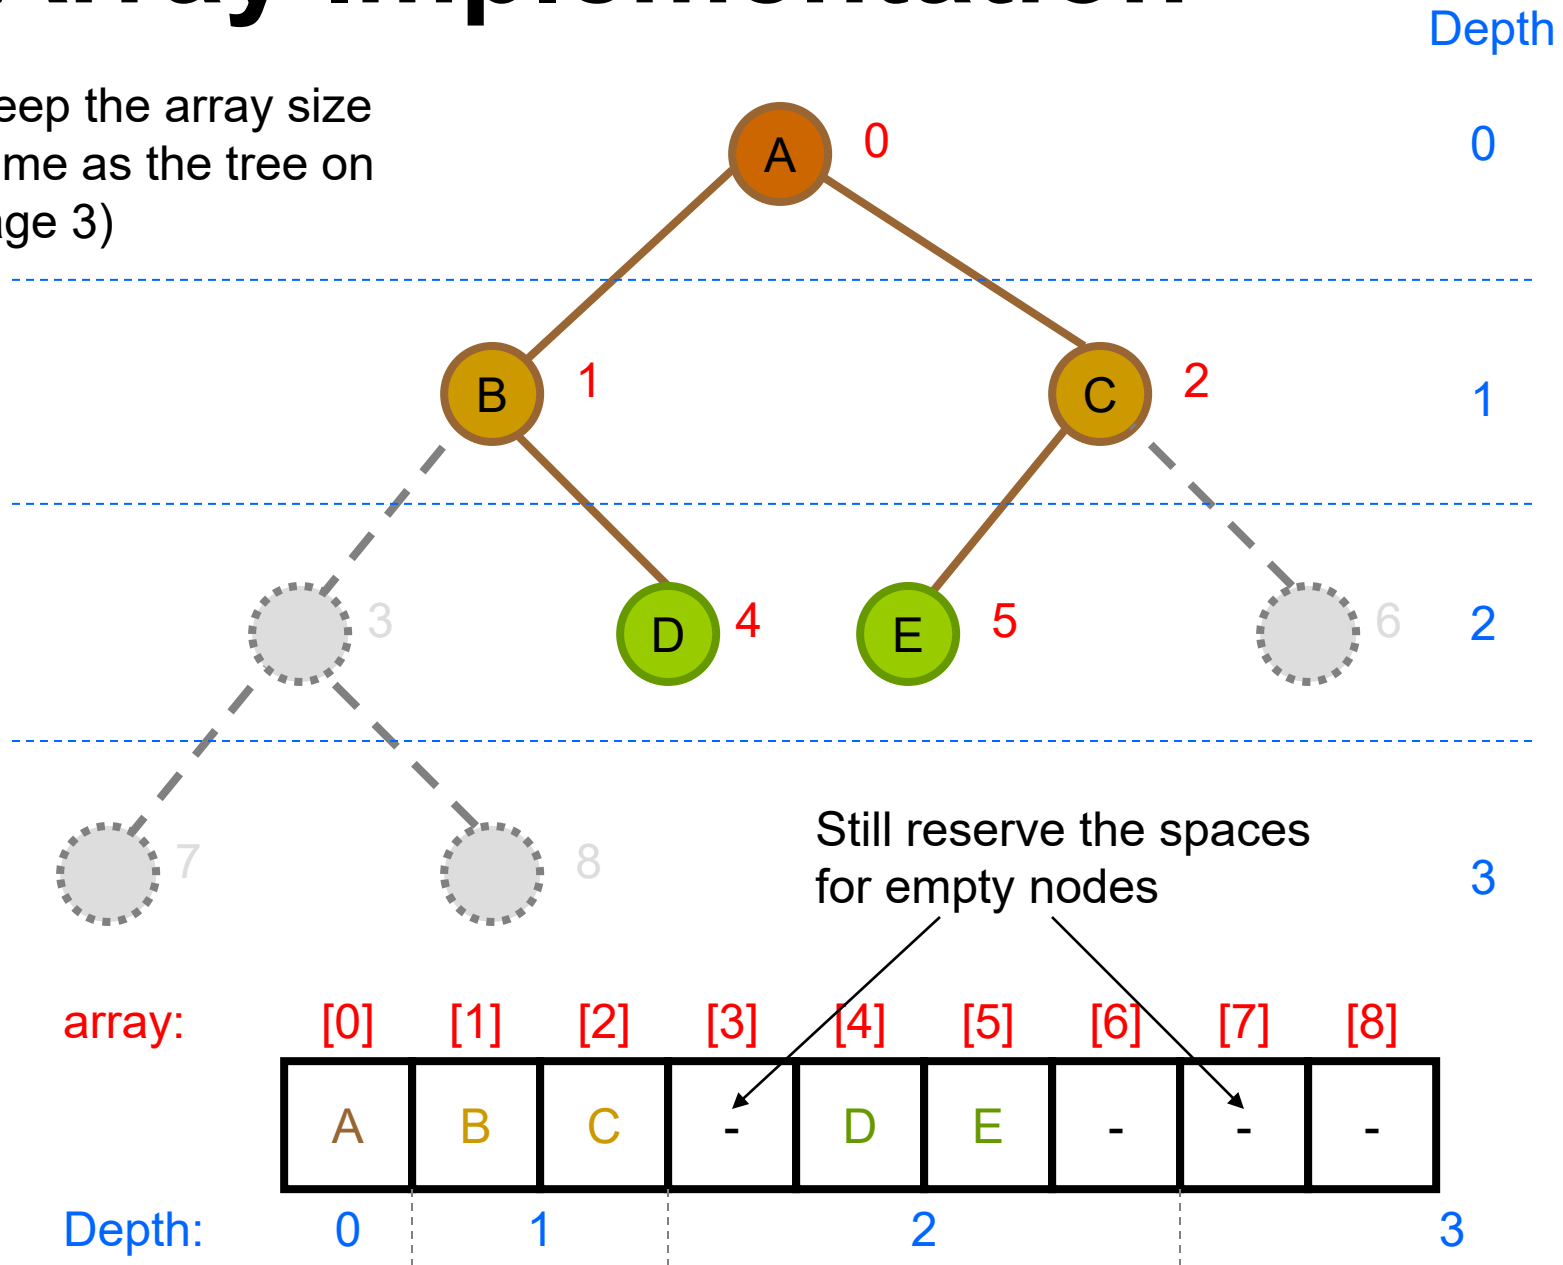 Array Implementation
Depth
eep the array size
me as the tree on
ge 3)
A 0
0
B 1
C 2
1
3
D 4
E 5
6
2
7
8
Still reserve the spaces
for empty nodes
3
array: [0] [1] [2] [3] [4] [5] [6] [7] [8]
A B C - D E - - -
Depth: 0 1 2 3